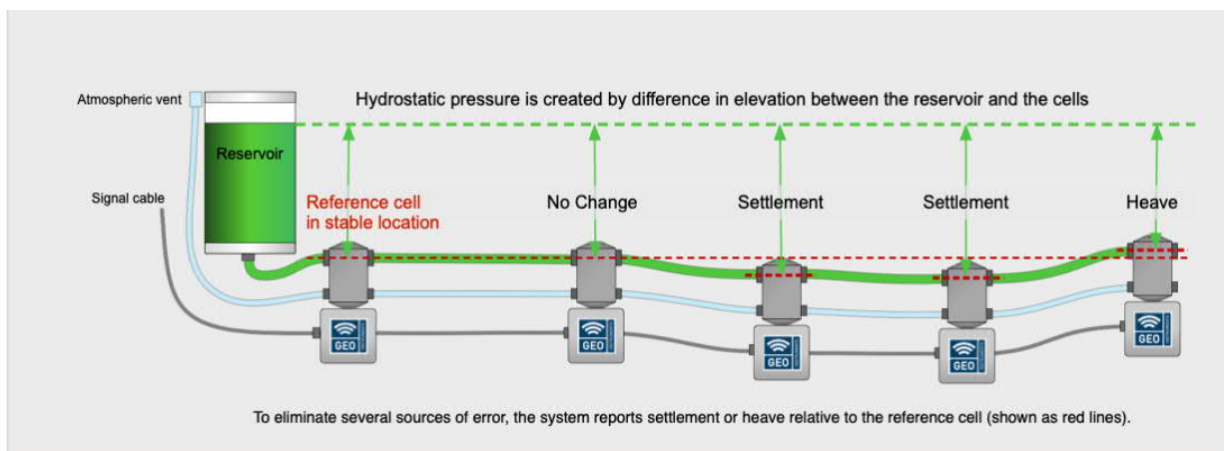 Atmospheric vent
Hydrostatic pressure is created by difference in elevation between the reservoir and the cells
Reservoir
Signal cable
Reference cell
in stable location
No Change
Settlement
Settlement
Heave
GEO
GEO
GEO
GEO
GEO
To eliminate several sources of error, the system reports settlement or heave relative to the reference cell (shown as red lines).